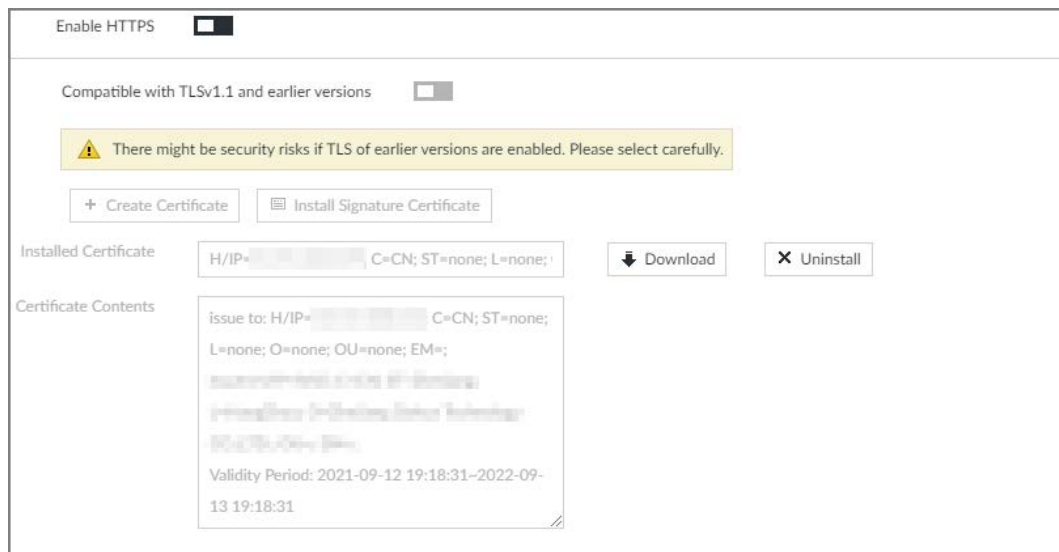 Enable HTTPS
Compatible with TLSv1.1 and earlier versions
There might be security risks if TLS of earlier versions are enabled. Please select carefully.
+ Create Certificate Install Signature Certificate
Installed Certificate H/IP= C=CN; ST=none; L=none; Download Uninstall
Certificate Contents
issue to: H/IP= C=CN; ST=none;
L=none; O=none; OU=none; EM=;
Validity Period: 2021-09-12 19:18:31~2022-09-
13 19:18:31